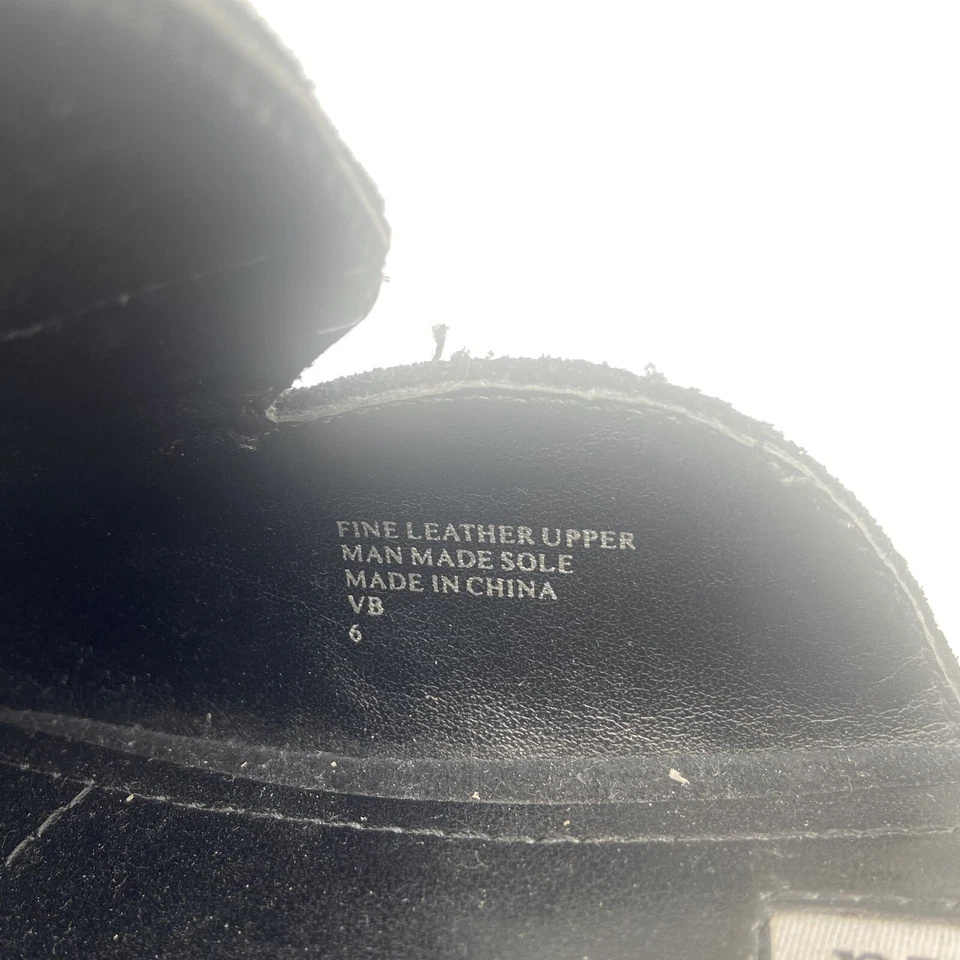 FINE LEATHER UPPER
MAN MADE SOLE
MADE IN CHINA
VB
6